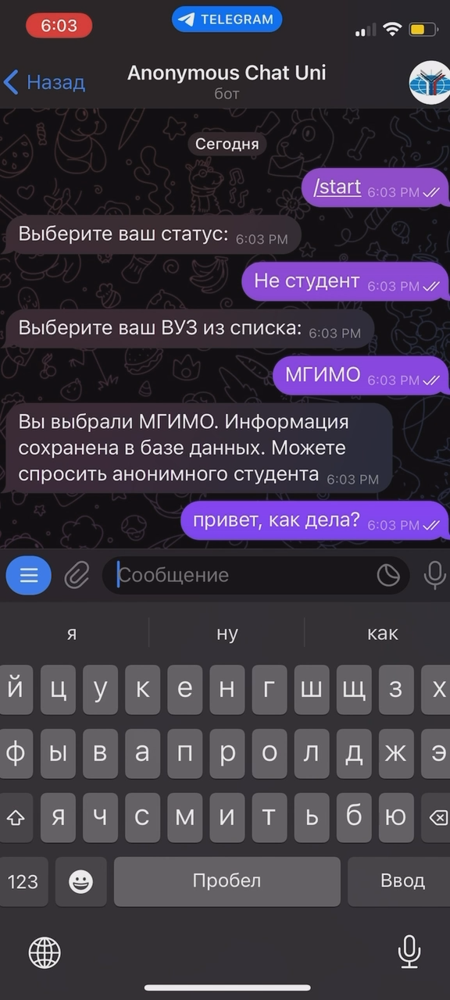 6:03
TELEGRAM
Назад
Anonymous Chat Uni
бот
Сегодня
/start 6:03 PM
Выберите ваш статус: 6:03 PM
Не студент 6:03 PM
Выберите ваш ВУЗ из списка: 6:03 PM
МГИМО 6:03 PM
Вы выбрали МГИМО. Информация
сохранена в базе данных. Можете
спросить анонимного студента 6:03 PM
привет, как дела? 6:03 PM
Сообщение
я ну как
й ц у к е н г ш щ з х
ф ы в а п р о л д ж э
я ч с м и т ь б ю
123 Пробел Ввод